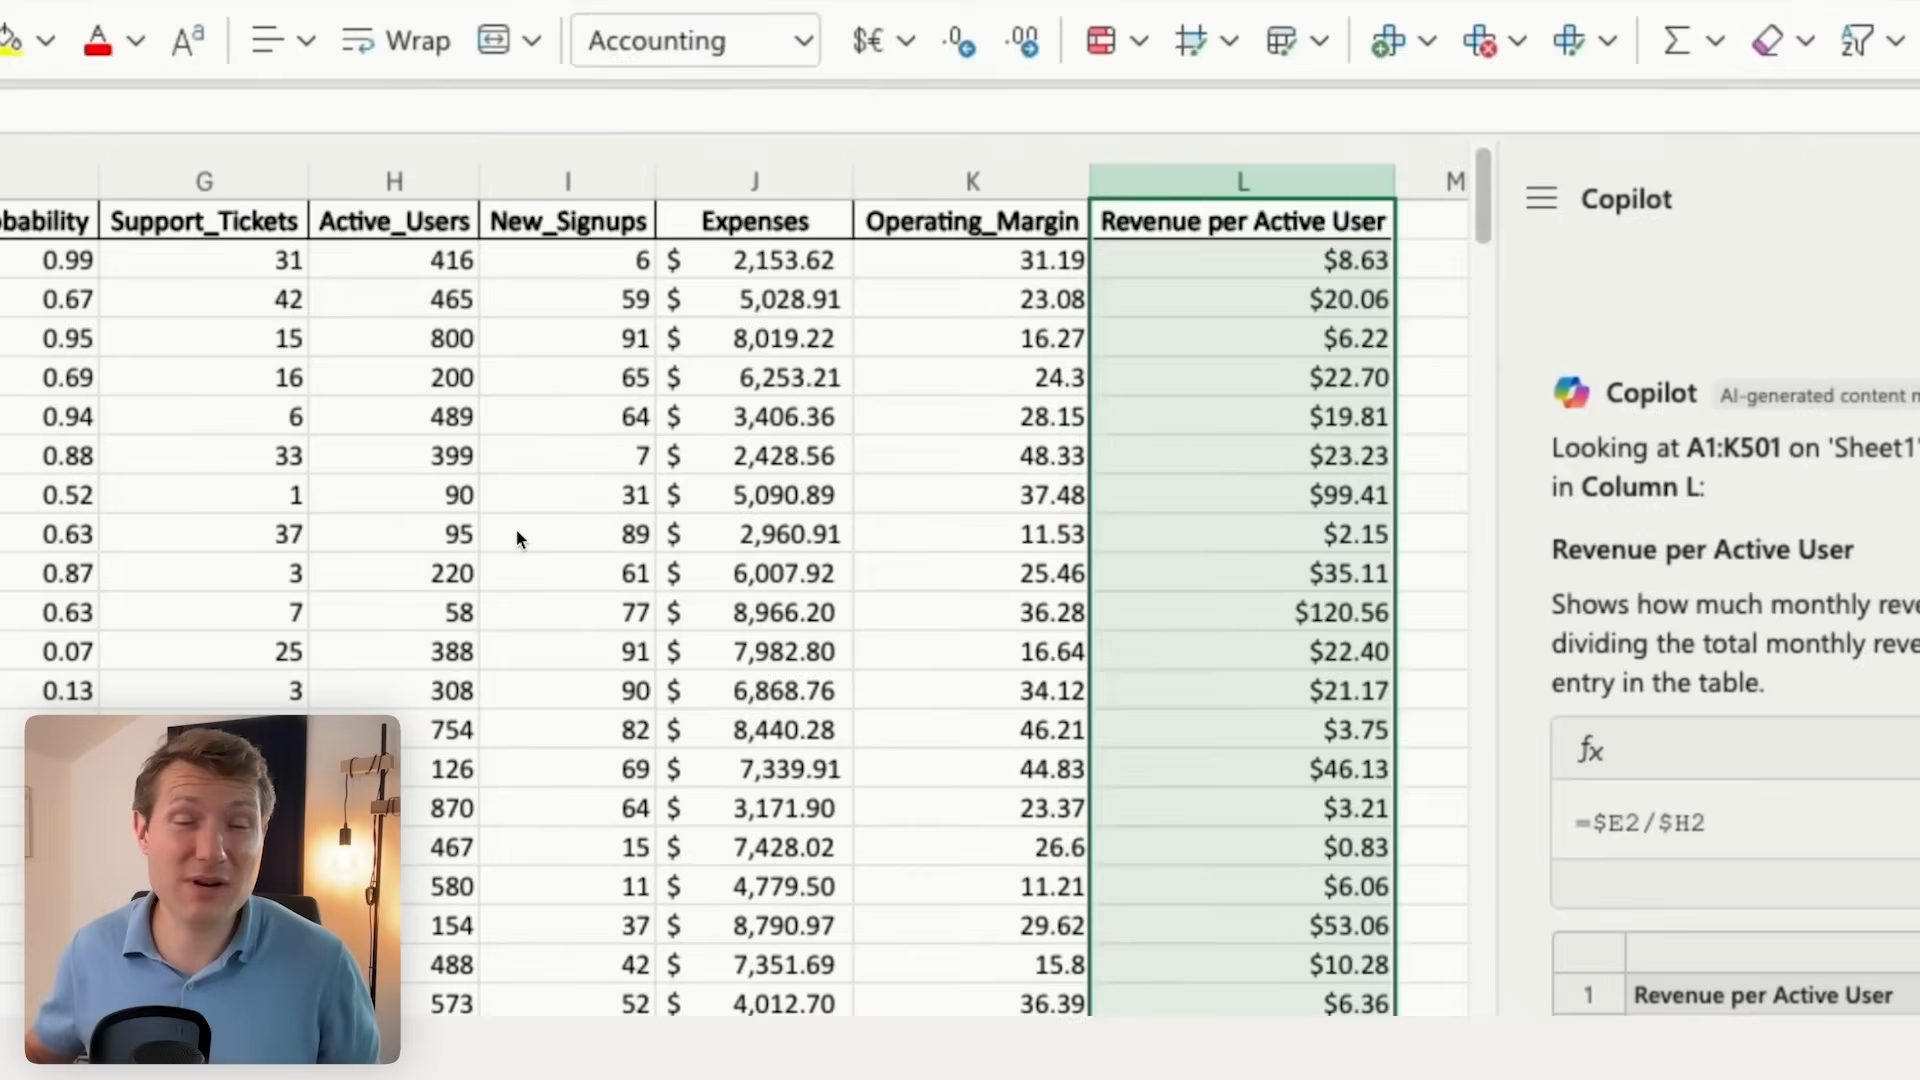 Wrap
Accounting
G H I J K L M
bability Support_Tickets Active_Users New_Signups Expenses Operating_Margin Revenue per Active User
0.99 31 416 6 $ 2,153.62 31.19 $8.63
0.67 42 465 59 $ 5,028.91 23.08 $20.06
0.95 15 800 91 $ 8,019.22 16.27 $6.22
0.69 16 200 65 $ 6,253.21 24.3 $22.70
0.94 6 489 64 $ 3,406.36 28.15 $19.81
0.88 33 399 7 $ 2,428.56 48.33 $23.23
0.52 1 90 31 $ 5,090.89 37.48 $99.41
0.63 37 95 89 $ 2,960.91 11.53 $2.15
0.87 3 220 61 $ 6,007.92 25.46 $35.11
0.63 7 58 77 $ 8,966.20 36.28 $120.56
0.07 25 388 91 $ 7,982.80 16.64 $22.40
0.13 3 308 90 $ 6,868.76 34.12 $21.17
754 82 $ 8,440.28 46.21 $3.75
126 69 $ 7,339.91 44.83 $46.13
870 64 $ 3,171.90 23.37 $3.21
467 15 $ 7,428.02 26.6 $0.83
580 11 $ 4,779.50 11.21 $6.06
154 37 $ 8,790.97 29.62 $53.06
488 42 $ 7,351.69 15.8 $10.28
573 52 $ 4,012.70 36.39 $6.36
Copilot
Copilot AI-generated content m
Looking at A1:K501 on 'Sheet1'
in Column L:
Revenue per Active User
Shows how much monthly reve
dividing the total monthly reve
entry in the table.
fx
=$E2/$H2
1 Revenue per Active User